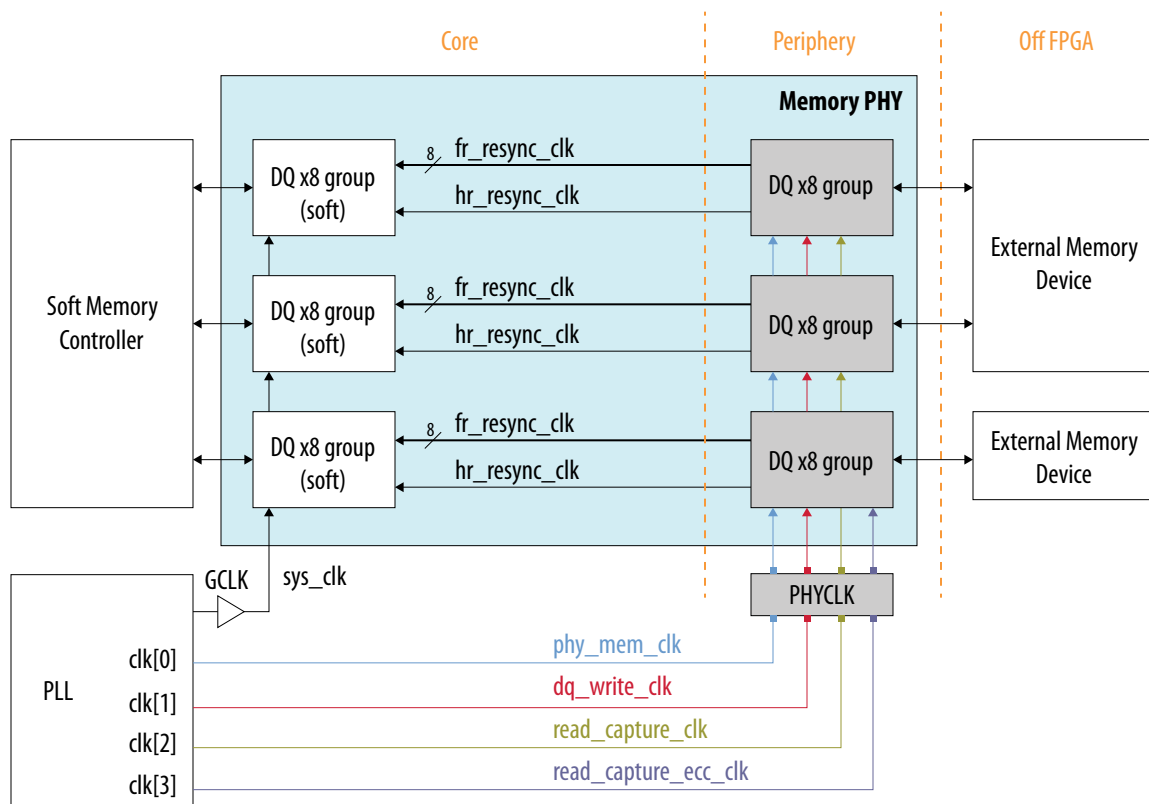 Core
Periphery
Off FPGA
Memory PHY
Soft Memory
Controller
DQ x8 group
(soft)
8
fr_resync_clk
hr_resync_clk
DQ x8 group
External Memory
Device
DQ x8 group
(soft)
8
fr_resync_clk
hr_resync_clk
DQ x8 group
DQ x8 group
(soft)
8
fr_resync_clk
hr_resync_clk
DQ x8 group
External Memory
Device
GCLK
sys_clk
PHYCLK
PLL
clk[0]
phy_mem_clk
clk[1]
dq_write_clk
clk[2]
read_capture_clk
clk[3]
read_capture_ecc_clk